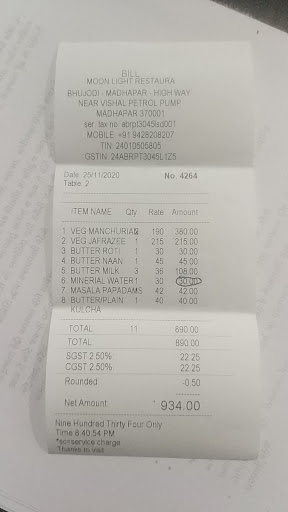 BILL
MOON LIGHT RESTAURA
BHUJODI - MADHAPAR - HIGH WAY
NEAR VISHAL PETROL PUMP
MADHAPAR 370001
ser. tax no. abrpt3045lsd001
MOBILE: +91 9428208207
TIN: 24010505805
GSTIN: 24ABRPT3045L1Z5
Date: 25/11/2020 No.: 4264
Table: 2
ITEM NAME Qty Rate Amount
1. VEG MANCHURIAN 2 190 380.00
2. VEG JAFRAZEE 1 215 215.00
3. BUTTER ROTI 1 30 30.00
4. BUTTER NAAN 1 45 45.00
5. BUTTER MILK 3 36 108.00
6. MINERIAL WATER 1 30 30.00
7. MASALA PAPADAMS 42 42.00
8. BUTTER/PLAIN 1 40 40.00
KULCHA
TOTAL 11 890.00
TOTAL 890.00
SGST 2.50% 22.25
CGST 2.50% 22.25
Rounded: -0.50
Net Amount: 934.00
Nine Hundred Thirty Four Only
Time:8:40:54 PM
*scrservice charge
Thanks to visit